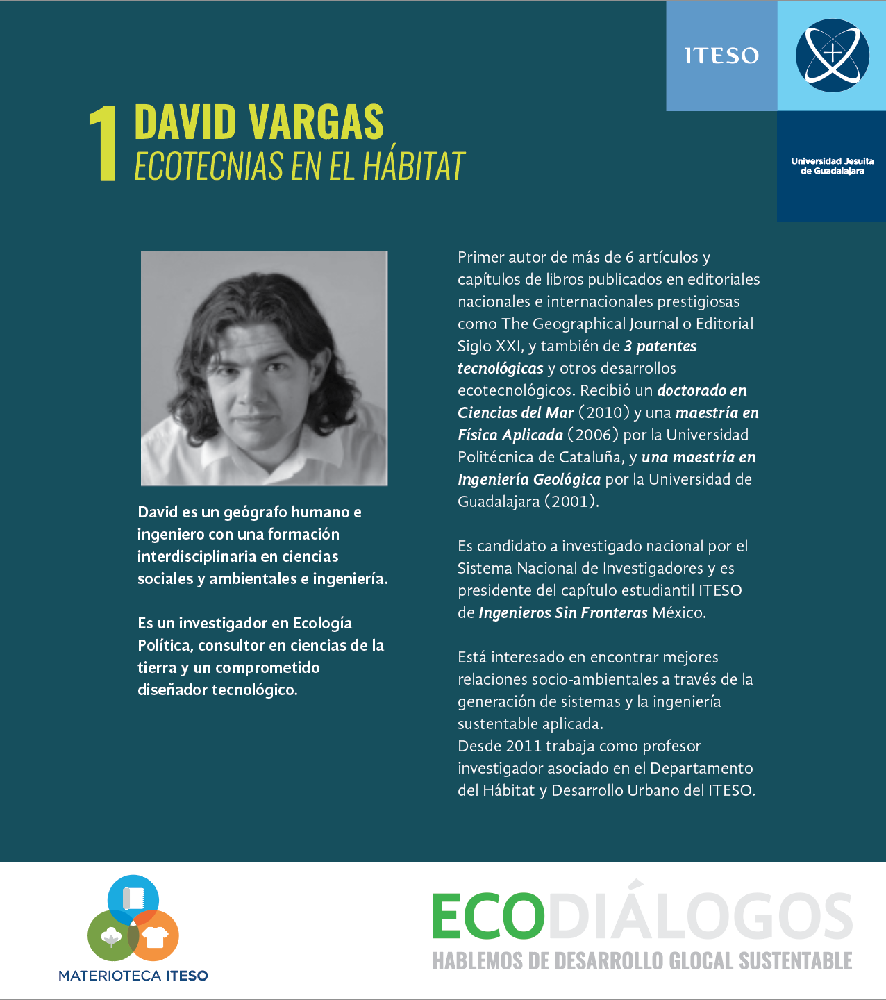 ITESO
Universidad Jesuita
de Guadalajara
1
DAVID VARGAS
ECOTECNIAS EN EL HÁBITAT
David es un geógrafo humano e
ingeniero con una formación
interdisciplinaria en ciencias
sociales y ambientales e ingeniería.
Es un investigador en Ecología
Política, consultor en ciencias de la
tierra y un comprometido
diseñador tecnológico.
Primer autor de más de 6 artículos y
capítulos de libros publicados en editoriales
nacionales e internacionales prestigiosas
como The Geographical Journal o Editorial
Siglo XXI, y también de 3 patentes
tecnológicas y otros desarrollos
ecotecnológicos. Recibió un doctorado en
Ciencias del Mar (2010) y una maestría en
Física Aplicada (2006) por la Universidad
Politécnica de Cataluña, y una maestría en
Ingeniería Geológica por la Universidad de
Guadalajara (2001).
Es candidato a investigado nacional por el
Sistema Nacional de Investigadores y es
presidente del capítulo estudiantil ITESO
de Ingenieros Sin Fronteras México.
Está interesado en encontrar mejores
relaciones socio-ambientales a través de la
generación de sistemas y la ingeniería
sustentable aplicada.
Desde 2011 trabaja como profesor
investigador asociado en el Departamento
del Hábitat y Desarrollo Urbano del ITESO.
MATERIOTECA ITESO
ECODIÁLOGOS
HABLEMOS DE DESARROLLO GLOCAL SUSTENTABLE